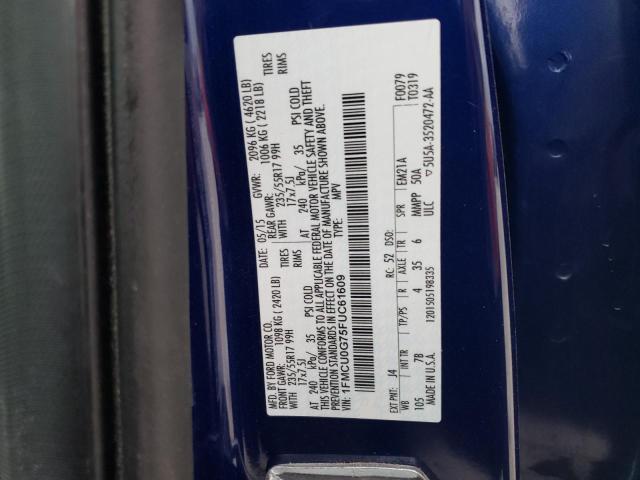 MFD. BY FORD MOTOR CO.
DATE: 05/15 GVWR: 2096 KG ( 4620 LB)
FRONT GAWR: 1098 KG ( 2420 LB) REAR GAWR: 1006 KG ( 2218 LB)
WITH 235/55R17 99H TIRES WITH 235/55R17 99H TIRES
17x7.5J RIMS 17x7.5J RIMS
AT 240 kPa/ 35 PSI COLD AT 240 kPa/ 35 PSI COLD
THIS VEHICLE CONFORMS TO ALL APPLICABLE FEDERAL MOTOR VEHICLE SAFETY AND THEFT
PREVENTION STANDARDS IN EFFECT ON THE DATE OF MANUFACTURE SHOWN ABOVE.
VIN: 1FMCU0G75FUC61609
TYPE: MPV
F0079
T0319
EXT PNT: J4 RC: 52 DSO:
WB INT TR TP/PS R AXLE TR SPR EM21A
105 7B 4 35 6 MMPP 50A
MADE IN U.S.A. 1201505198335 ULC ▽ 5U5A-3520472-AA